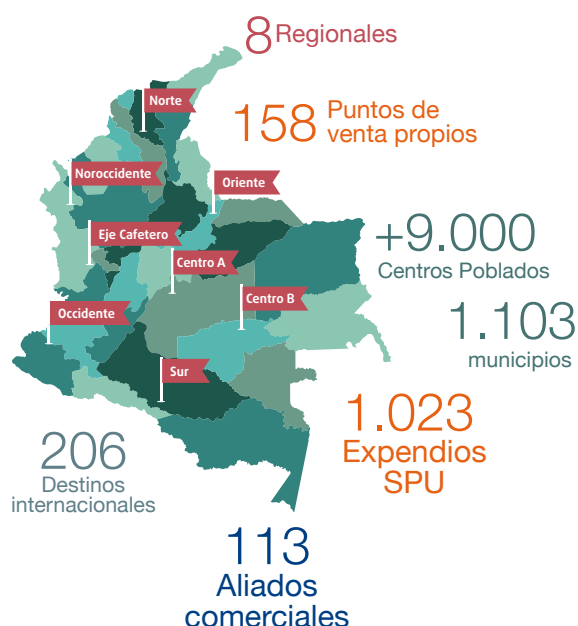 8 Regionales
Norte
158 Puntos de
venta propios
Noroccidente
Oriente
Eje Cafetero
+9.000
Centros Poblados
Centro A
Centro B
Occidente
1.103
municipios
Sur
1.023
Expendios
SPU
206
Destinos
internacionales
113
Aliados
comerciales